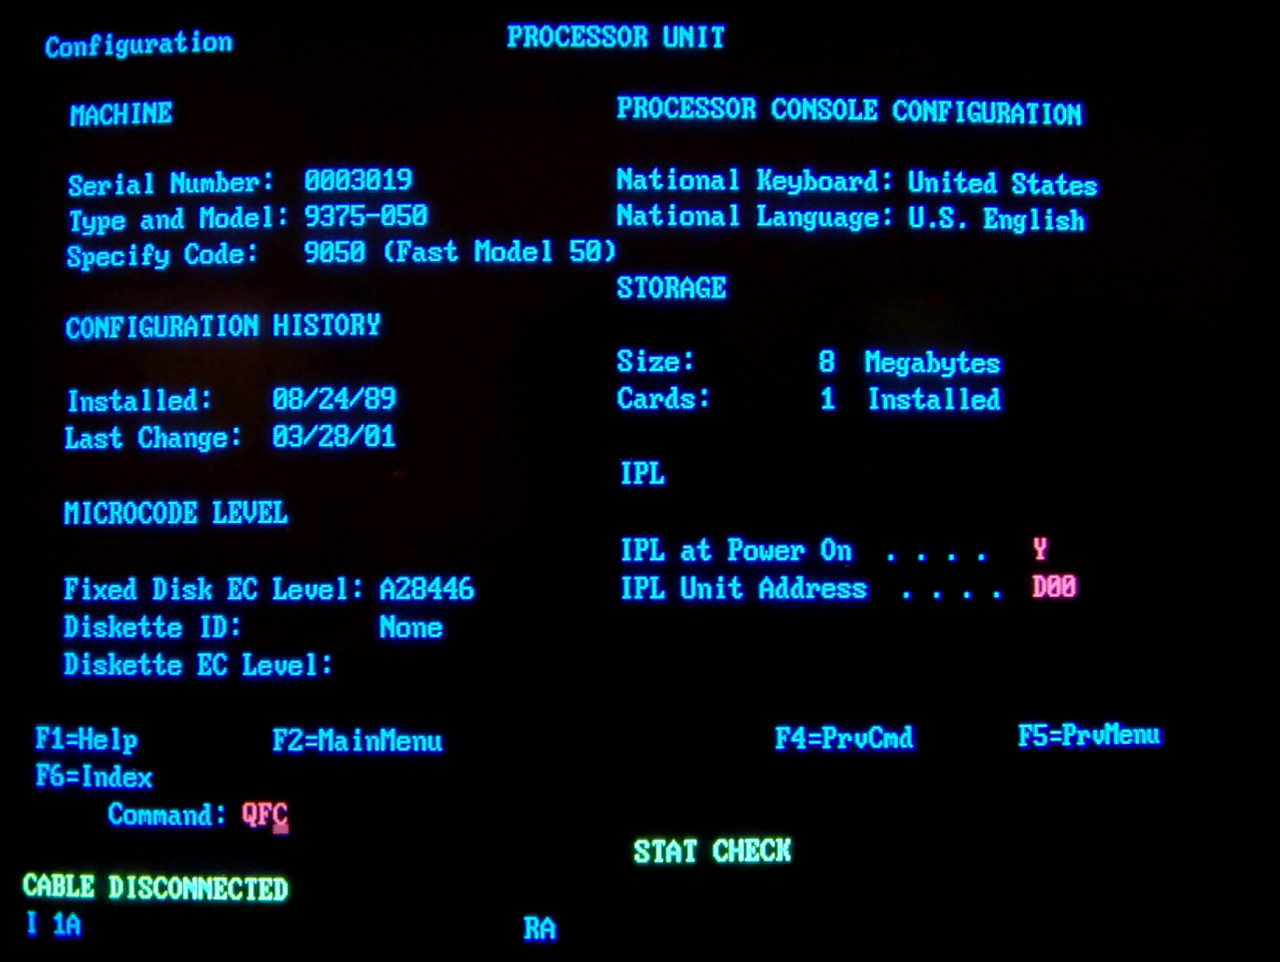 Configuration PROCESSOR UNIT
MACHINE
Serial Number: 0003019
Type and Model: 9375-050
Specify Code: 9050 (Fast Model 50)
CONFIGURATION HISTORY
Installed: 08/24/89
Last Change: 03/28/01
MICROCODE LEVEL
Fixed Disk EC Level: A28446
Diskette ID: None
Diskette EC Level:
PROCESSOR CONSOLE CONFIGURATION
National Keyboard: United States
National Language: U.S. English
STORAGE
Size: 8 Megabytes
Cards: 1 Installed
IPL
IPL at Power On . . . . Y
IPL Unit Address . . . . D00
F1=Help F2=MainMenu F4=PrvCmd F5=PrvMenu
F6=Index
Command: QFC
STAT CHECK
CABLE DISCONNECTED
I 1A RA